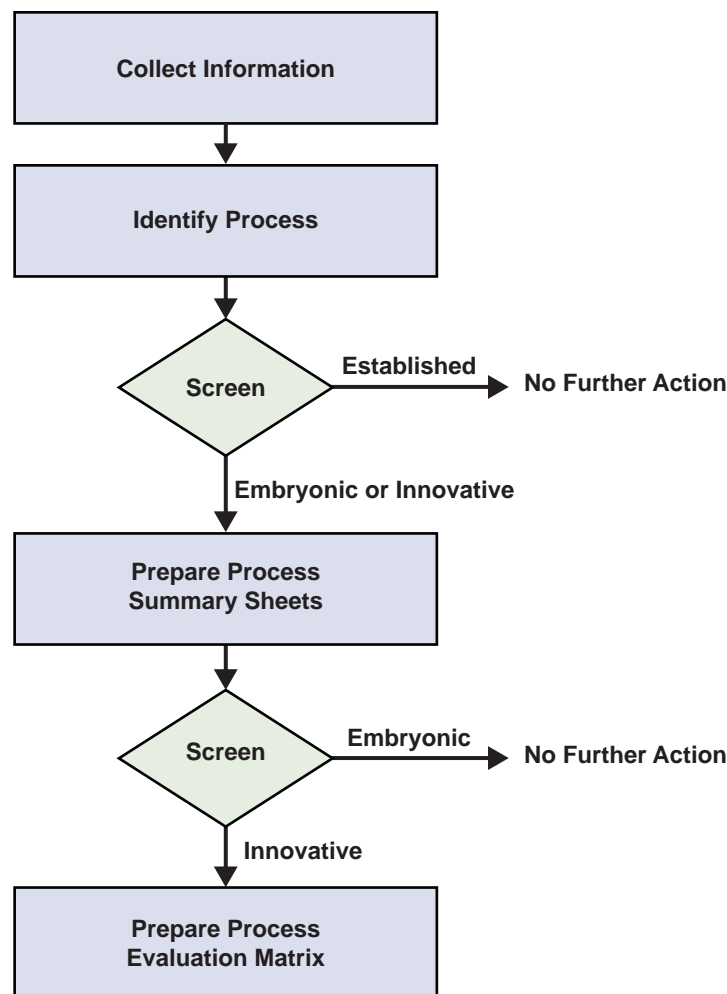 Collect Information
Identify Process
Screen
Established
No Further Action
Embryonic or Innovative
Prepare Process
Summary Sheets
Screen
Embryonic
No Further Action
Innovative
Prepare Process
Evaluation Matrix